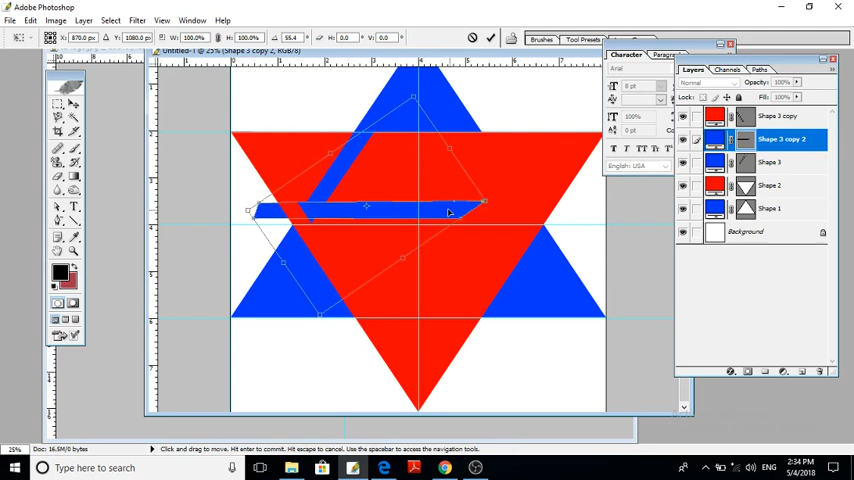 Adobe Photoshop
File Edit Image Layer Select Filter View Window Help
X: 870.0 px Y: 1080.0 px W: 100.0% H: 100.0% 55.4 H: 0.0 V: 0.0
Brushes Tool Presets
Untitled-1 @ 25% (Shape 3 copy 2, RGB/8)
Character Paragraph
Arial
8 pt
100%
0 pt
T T TT Tr
English: USA
Layers Channels Paths
Normal Opacity: 100%
Lock: Fill: 100%
Shape 3 copy
Shape 3 copy 2
Shape 3
Shape 2
Shape 1
Background
25% Doc: 16.5M/0 bytes Click and drag to move. Hit enter to commit. Hit escape to cancel. Use the spacebar to access the navigation tools.
Type here to search
ENG
2:34 PM
5/4/2018